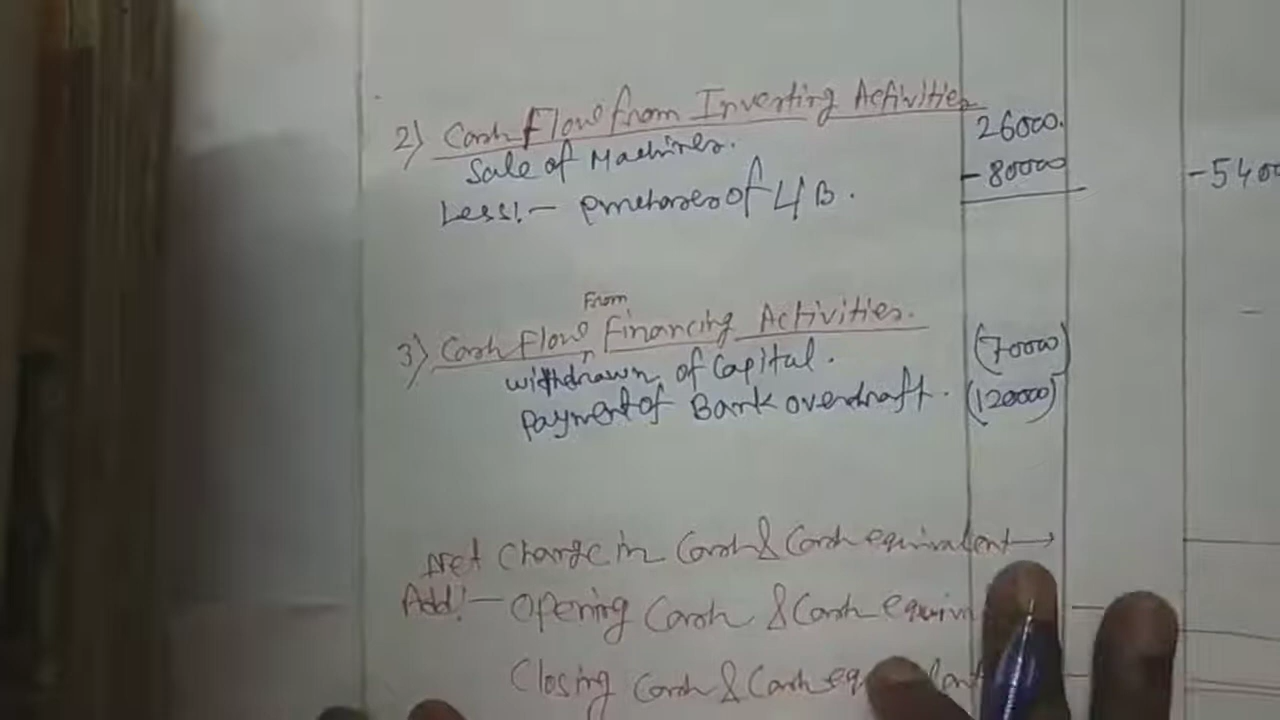 2) Cash Flow from Investing Activities
Sale of Machines. 26000.
Less!- purchases of L/B. -80000 -5400
3) Cash Flow From Financing Activities.
withdrawn of Capital. (70000)
payment of Bank overdraft. (120000)
Net Change in Cash & Cash equivalent →
Add!- Opening Cash & Cash equiv
Closing Cash & Cash eq